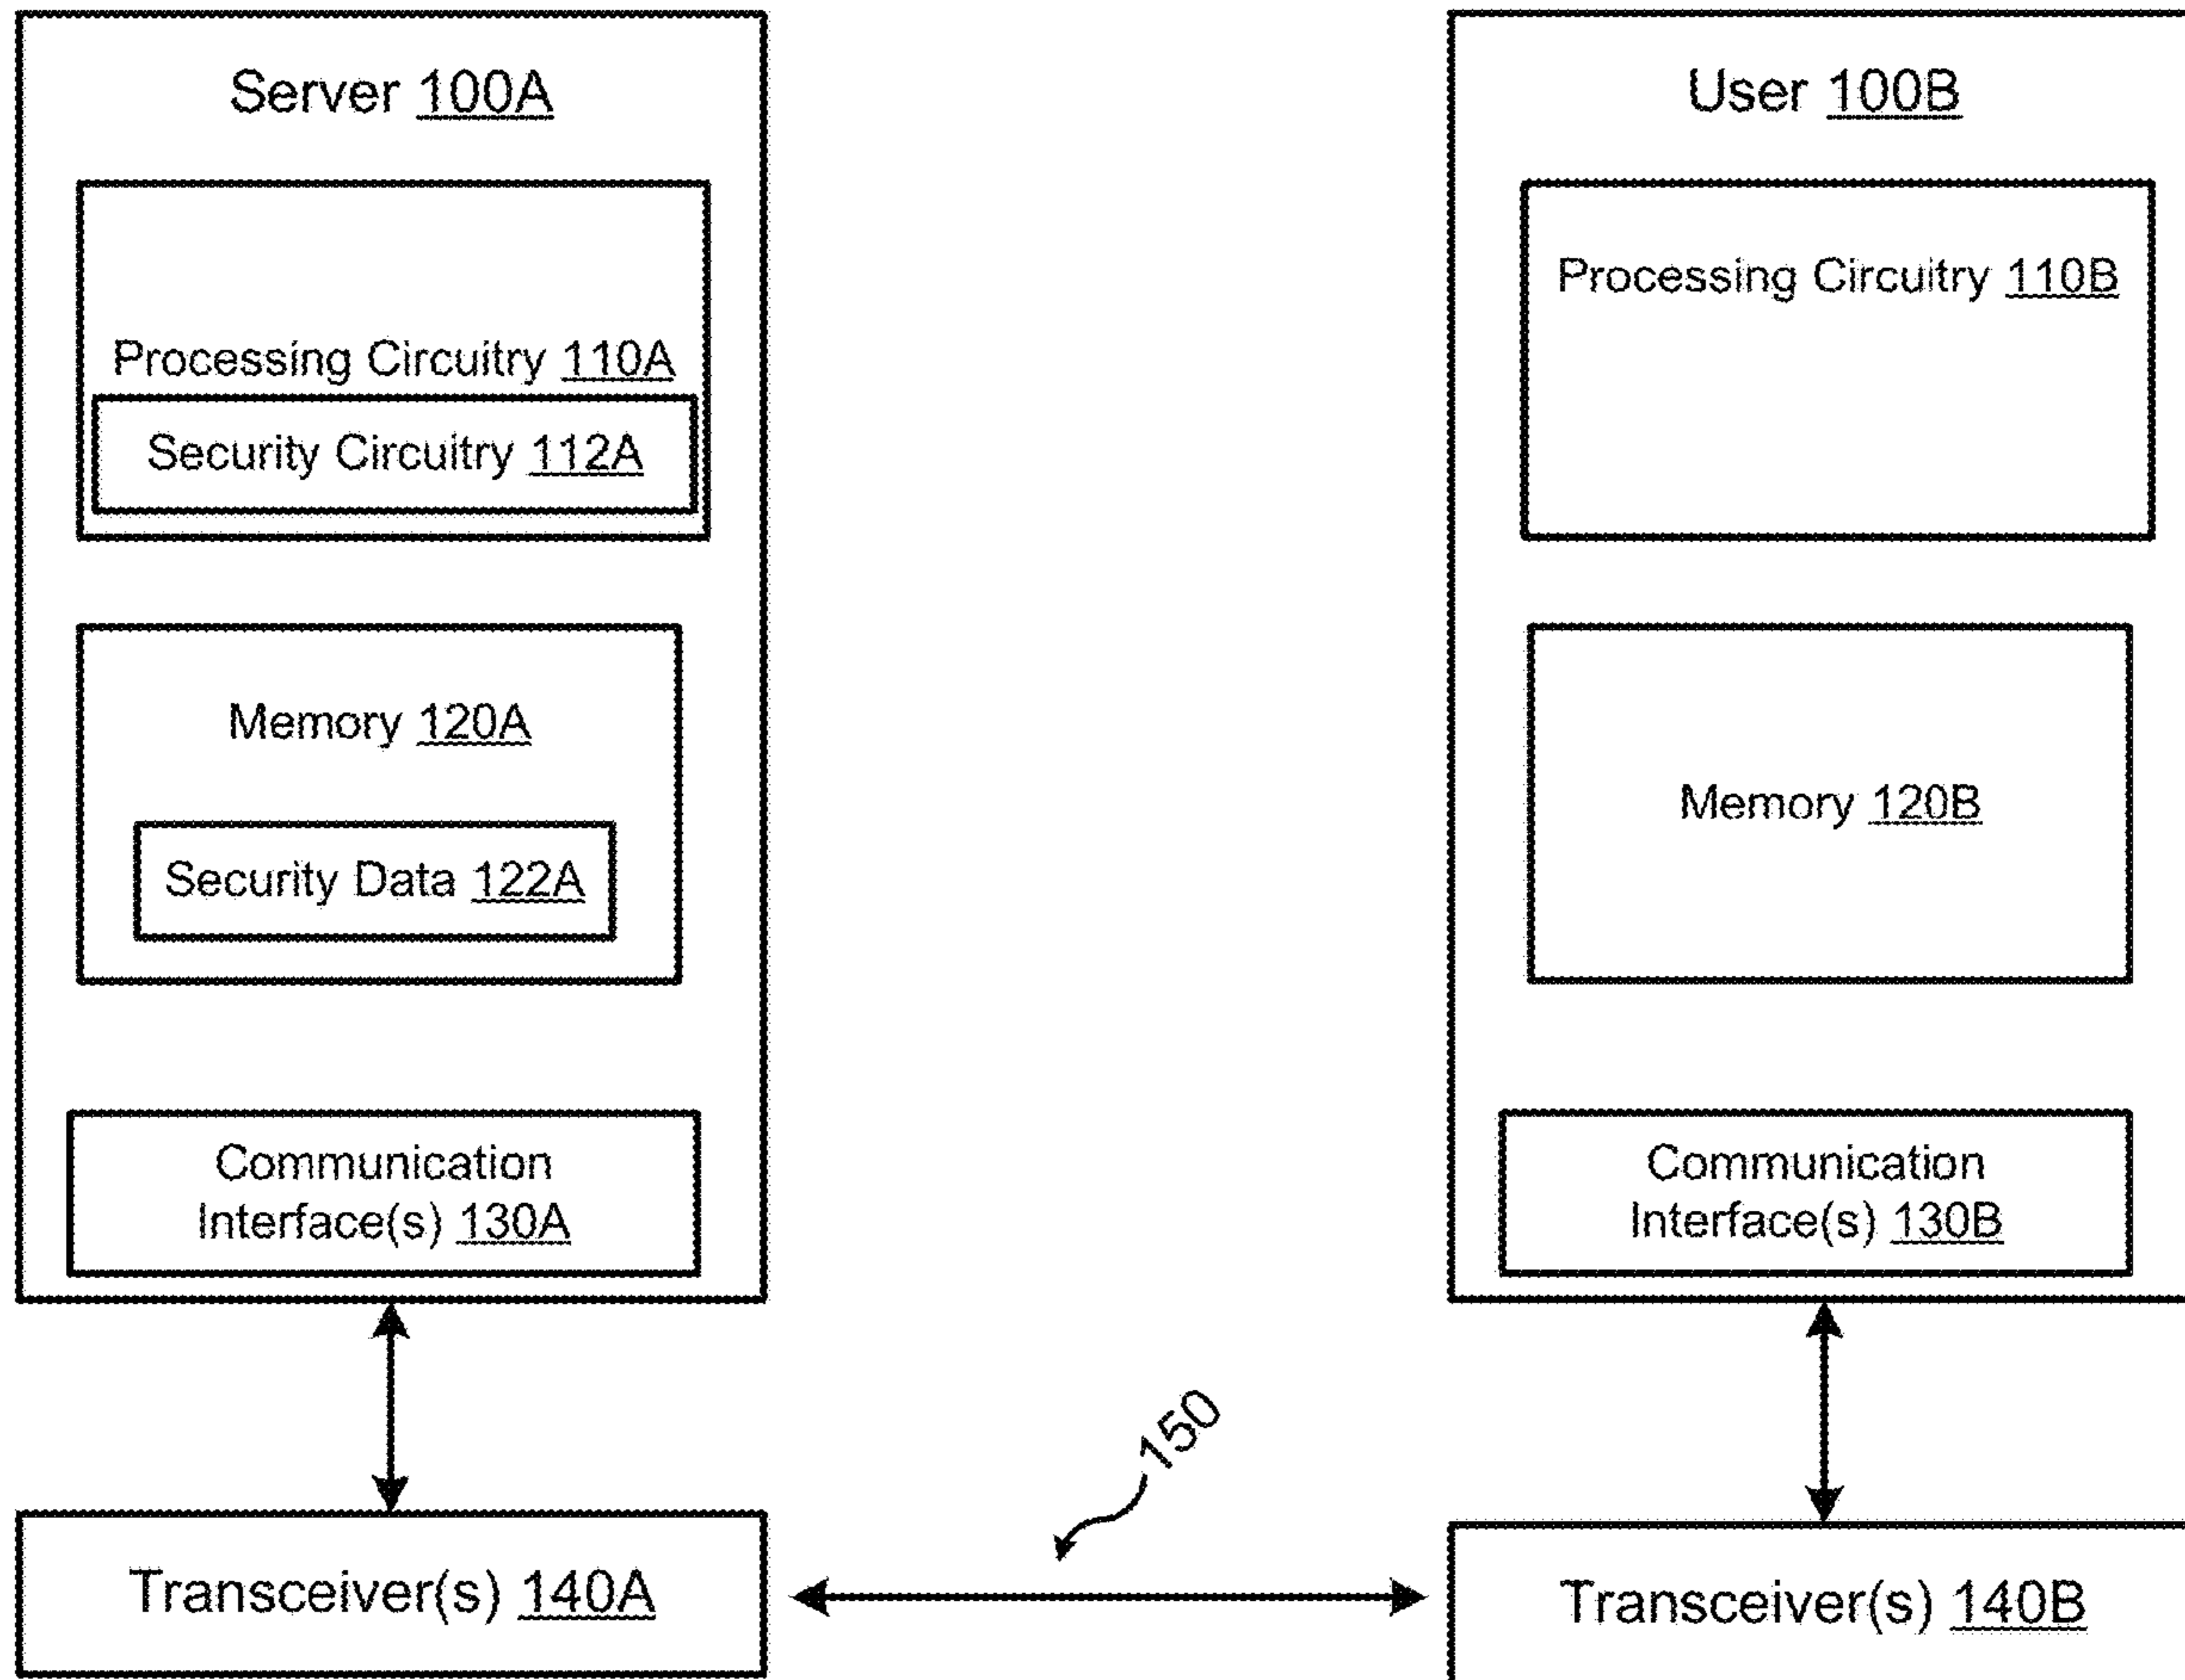 Server 100A
Processing Circuitry 110A
Security Circuitry 112A
Memory 120A
Security Data 122A
Communication
Interface(s) 130A
Transceiver(s) 140A
150
User 100B
Processing Circuitry 110B
Memory 120B
Communication
Interface(s) 130B
Transceiver(s) 140B